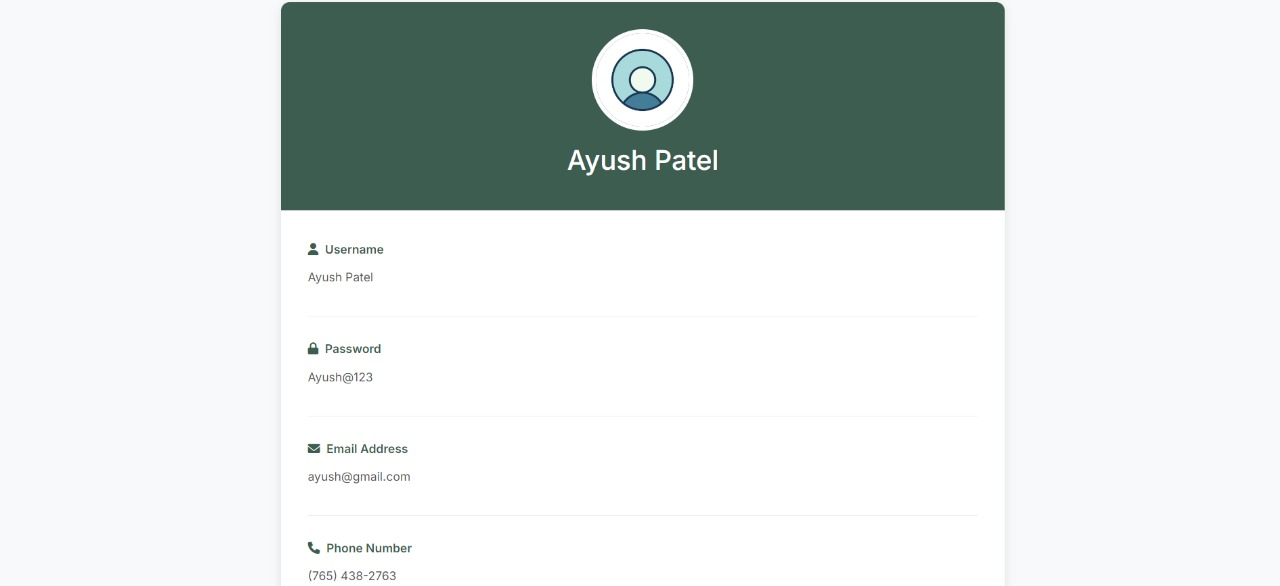 Ayush Patel
Username
Ayush Patel
Password
Ayush@123
Email Address
ayush@gmail.com
Phone Number
(765) 438-2763